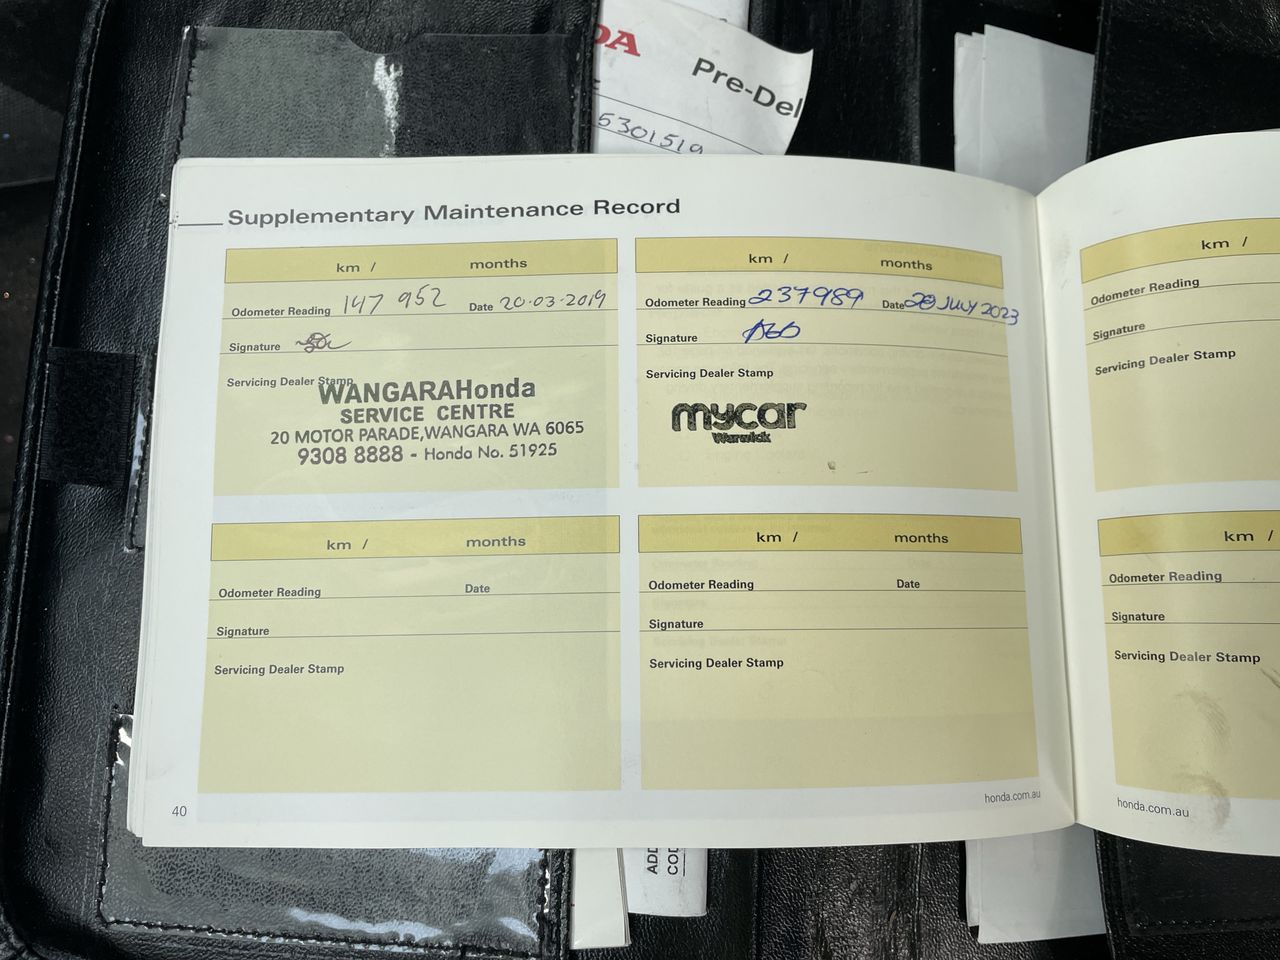 DA
Pre-Del
5301519
Supplementary Maintenance Record
km / months
Odometer Reading 147 952 Date 20-03-2019
Signature
Servicing Dealer Stamp
WANGARAHonda
SERVICE CENTRE
20 MOTOR PARADE, WANGARA WA 6065
9308 8888 - Honda No. 51925
km / months
Odometer Reading 237989 Date 28 JULY 2023
Signature
Servicing Dealer Stamp
mycar
Warwick
km / months
Odometer Reading Date
Signature
Servicing Dealer Stamp
km / months
Odometer Reading Date
Signature
Servicing Dealer Stamp
40
honda.com.au
km /
Odometer Reading
Signature
Servicing Dealer Stamp
km /
Odometer Reading
Signature
Servicing Dealer Stamp
honda.com.au
ADD
COD